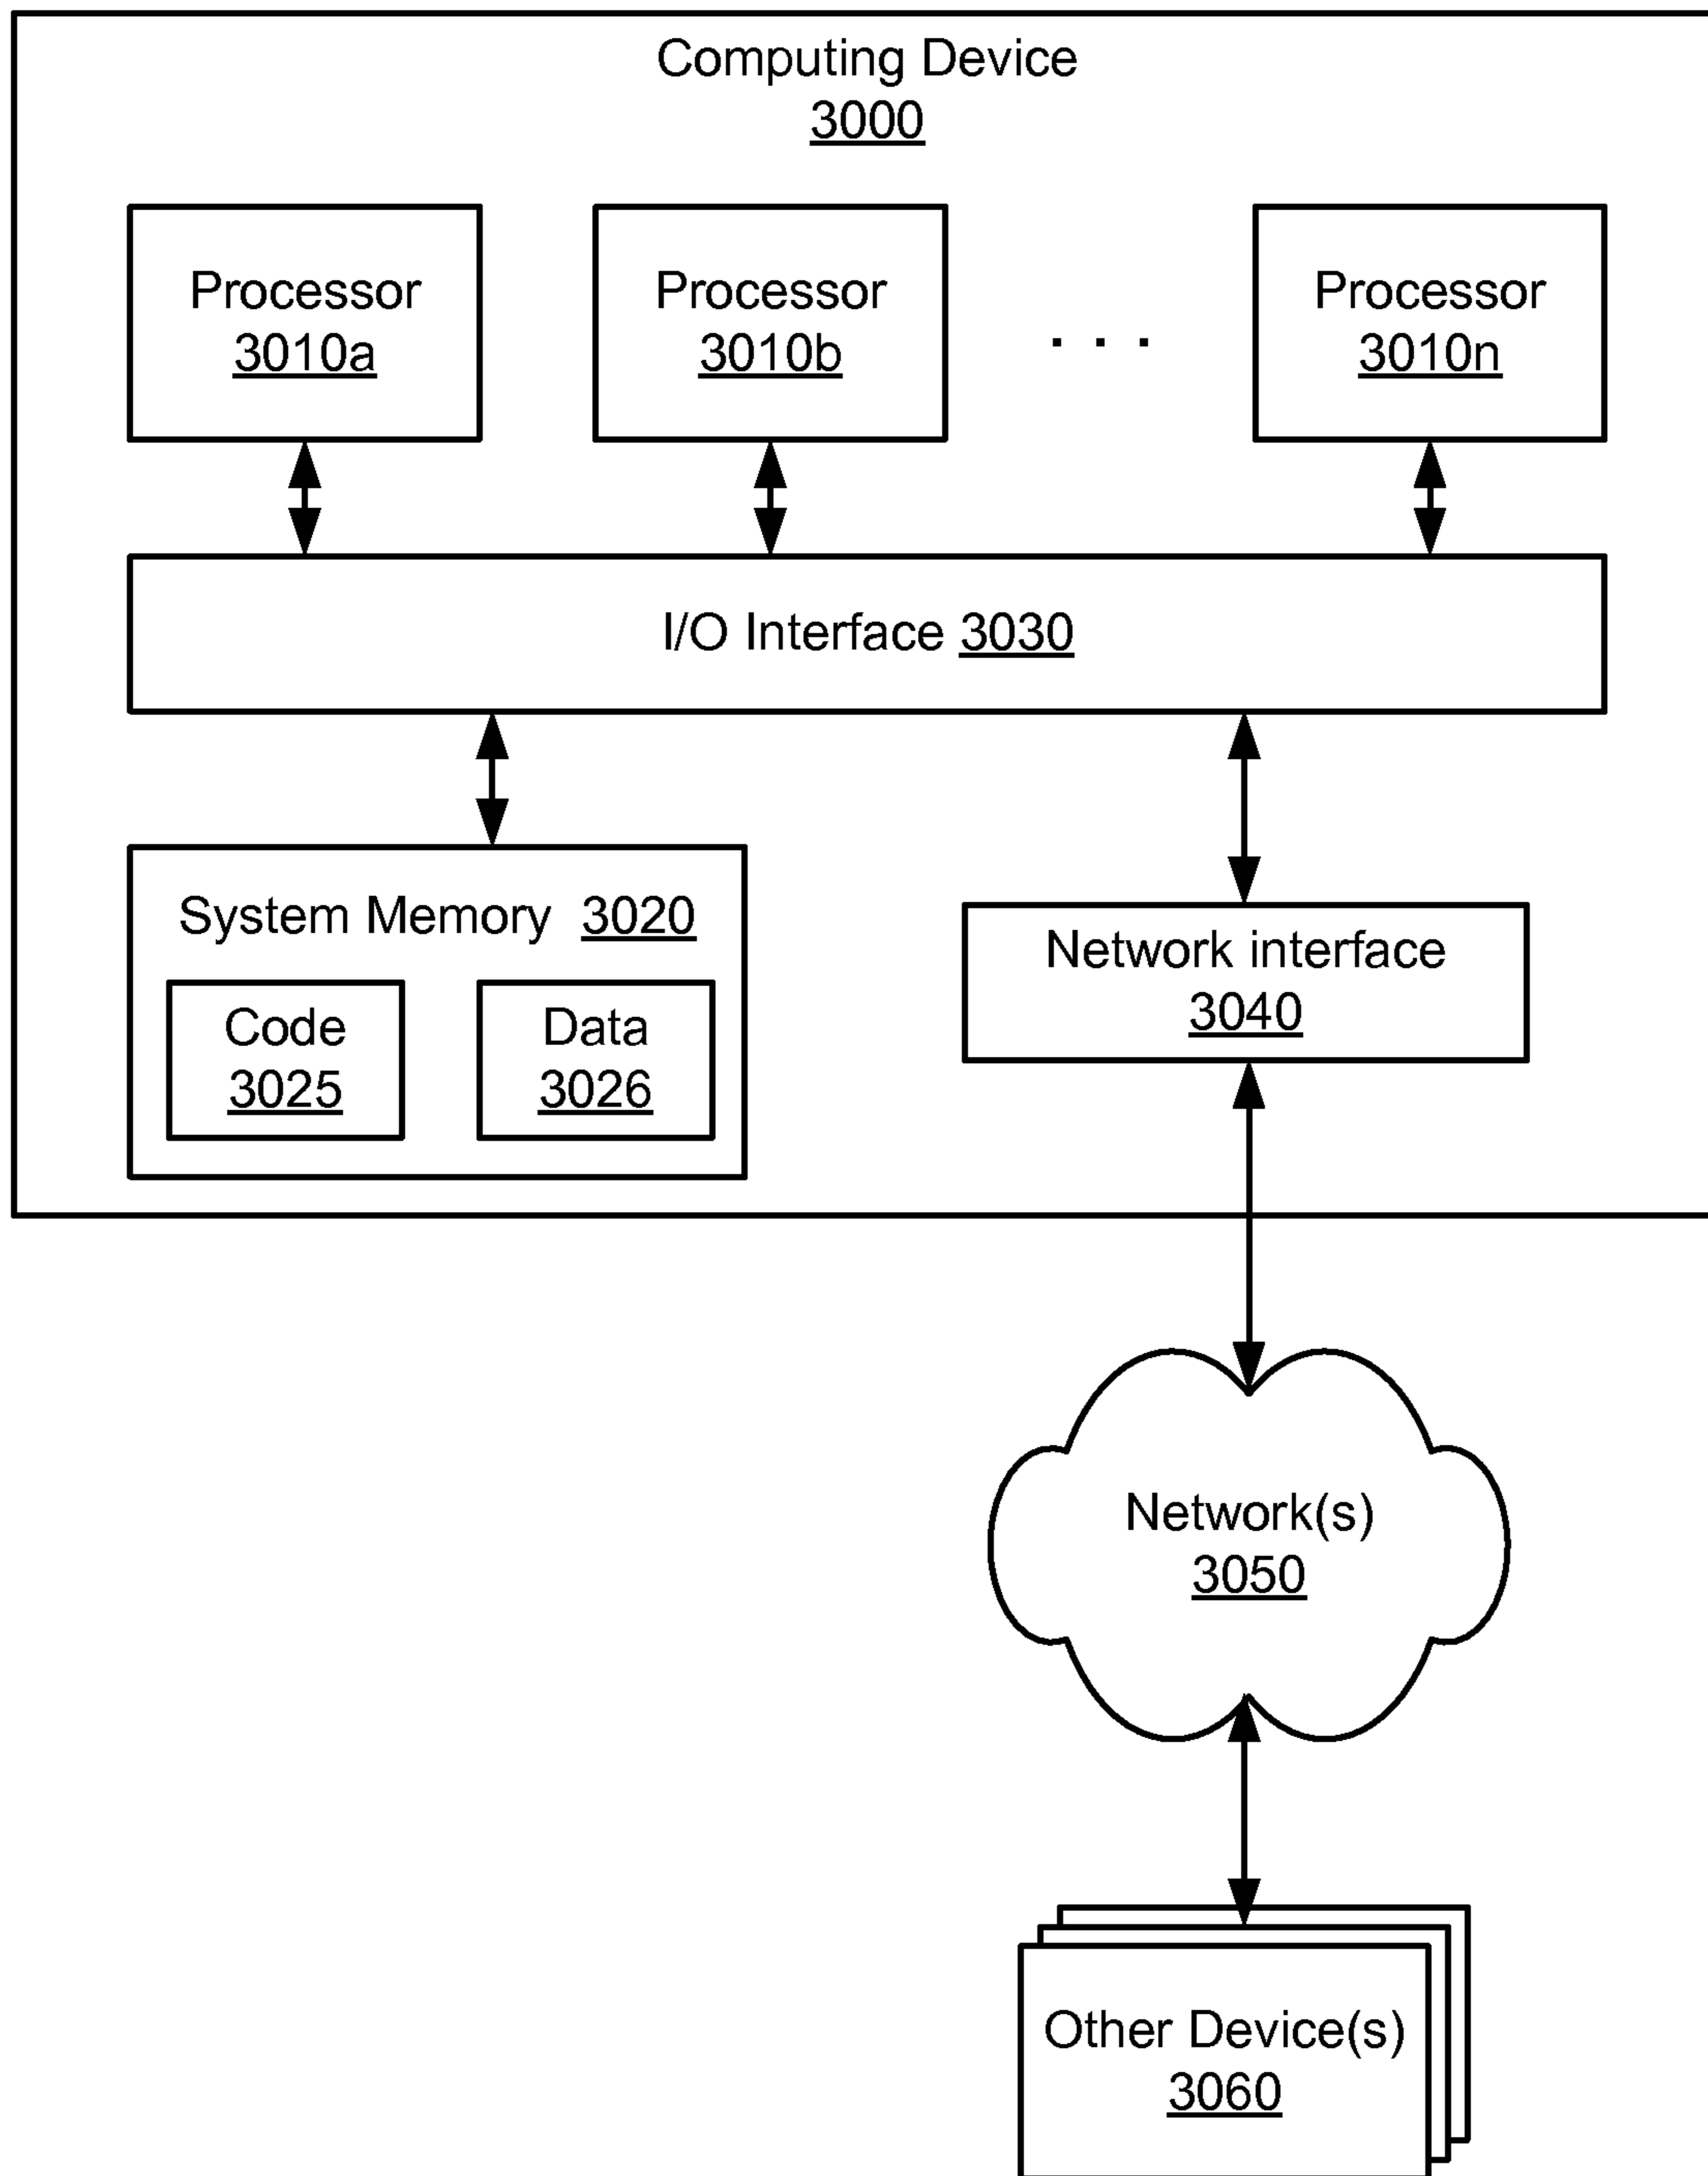 Computing Device
3000
Processor
3010a
Processor
3010b
. . .
Processor
3010n
I/O Interface 3030
System Memory 3020
Code
3025
Data
3026
Network interface
3040
Network(s)
3050
Other Device(s)
3060